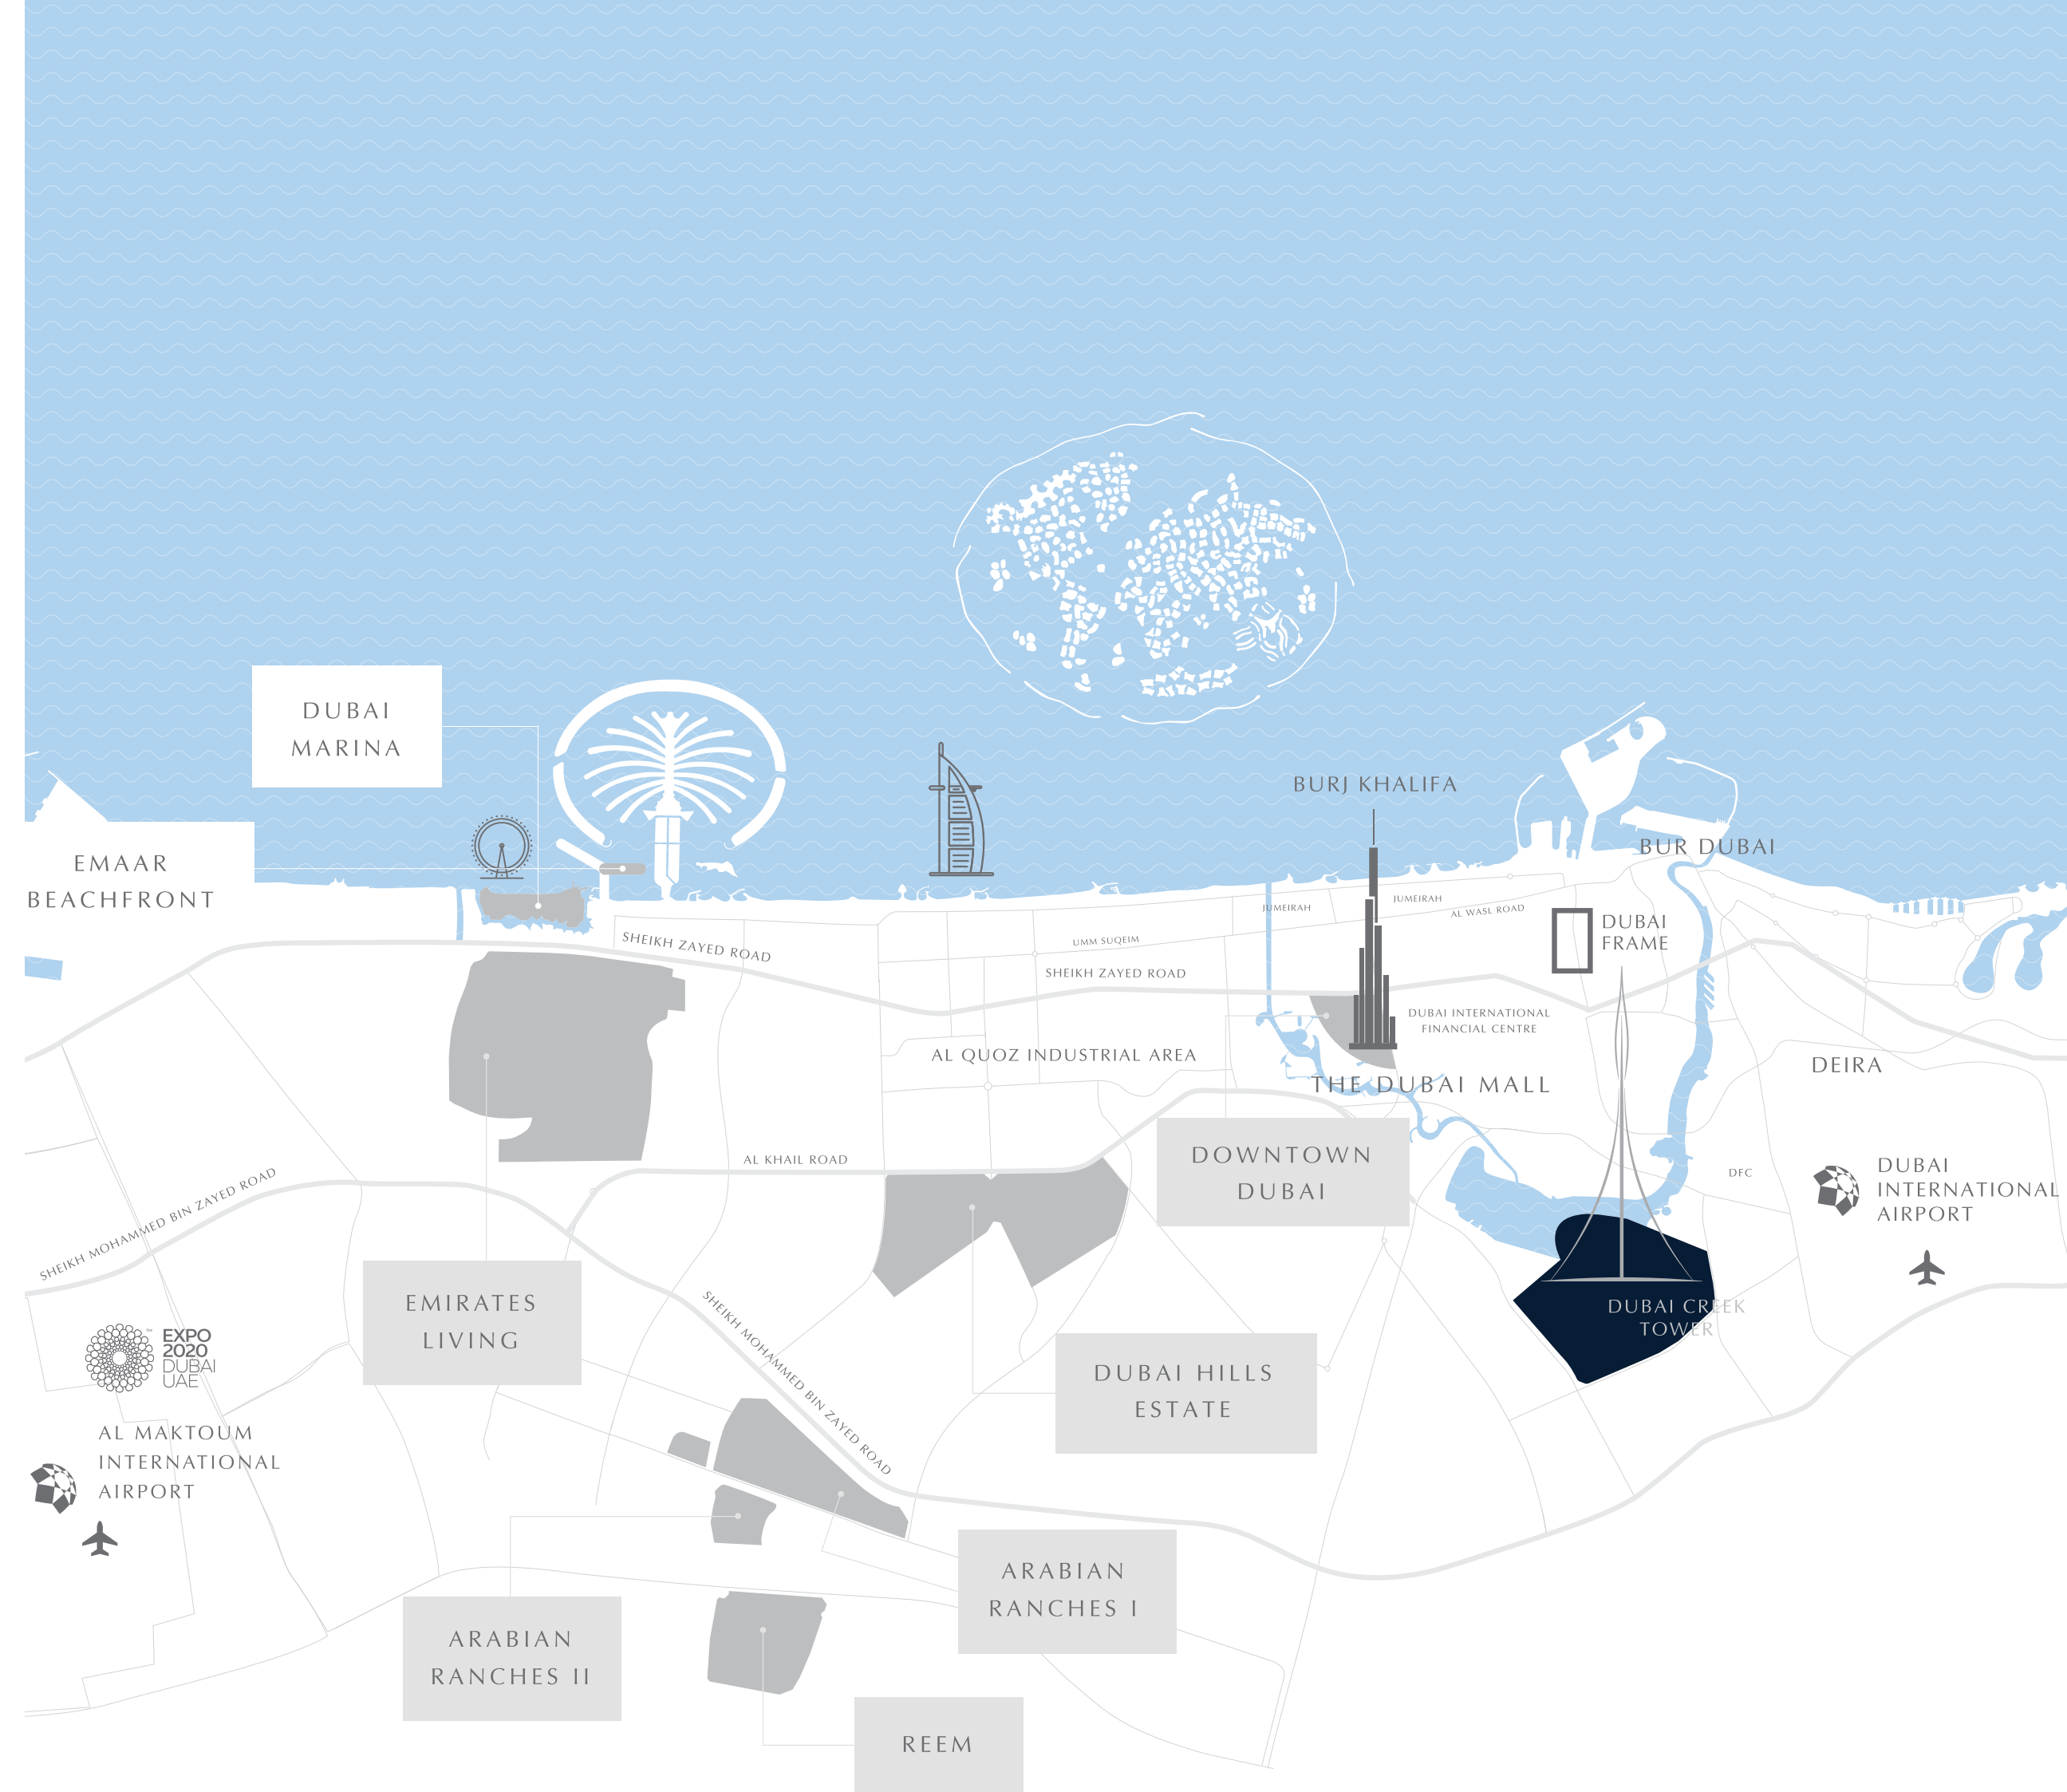 DUBAI
MARINA
BURJ KHALIFA
EMAAR
BEACHFRONT
BUR DUBAI
JUMEIRAH
JUMEIRAH
AL WASL ROAD
DUBAI
FRAME
SHEIKH ZAYED ROAD
UMM SUQEIM
SHEIKH ZAYED ROAD
DUBAI INTERNATIONAL
FINANCIAL CENTRE
AL QUOZ INDUSTRIAL AREA
THE DUBAI MALL
DEIRA
AL KHAIL ROAD
DOWNTOWN
DUBAI
DFC
DUBAI
INTERNATIONAL
AIRPORT
SHEIKH MOHAMMED BIN ZAYED ROAD
EMIRATES
LIVING
SHEIKH MOHAMMED BIN ZAYED ROAD
DUBAI CREEK
TOWER
EXPO
2020
DUBAI
UAE
DUBAI HILLS
ESTATE
AL MAKTOUM
INTERNATIONAL
AIRPORT
ARABIAN
RANCHES I
ARABIAN
RANCHES II
REEM